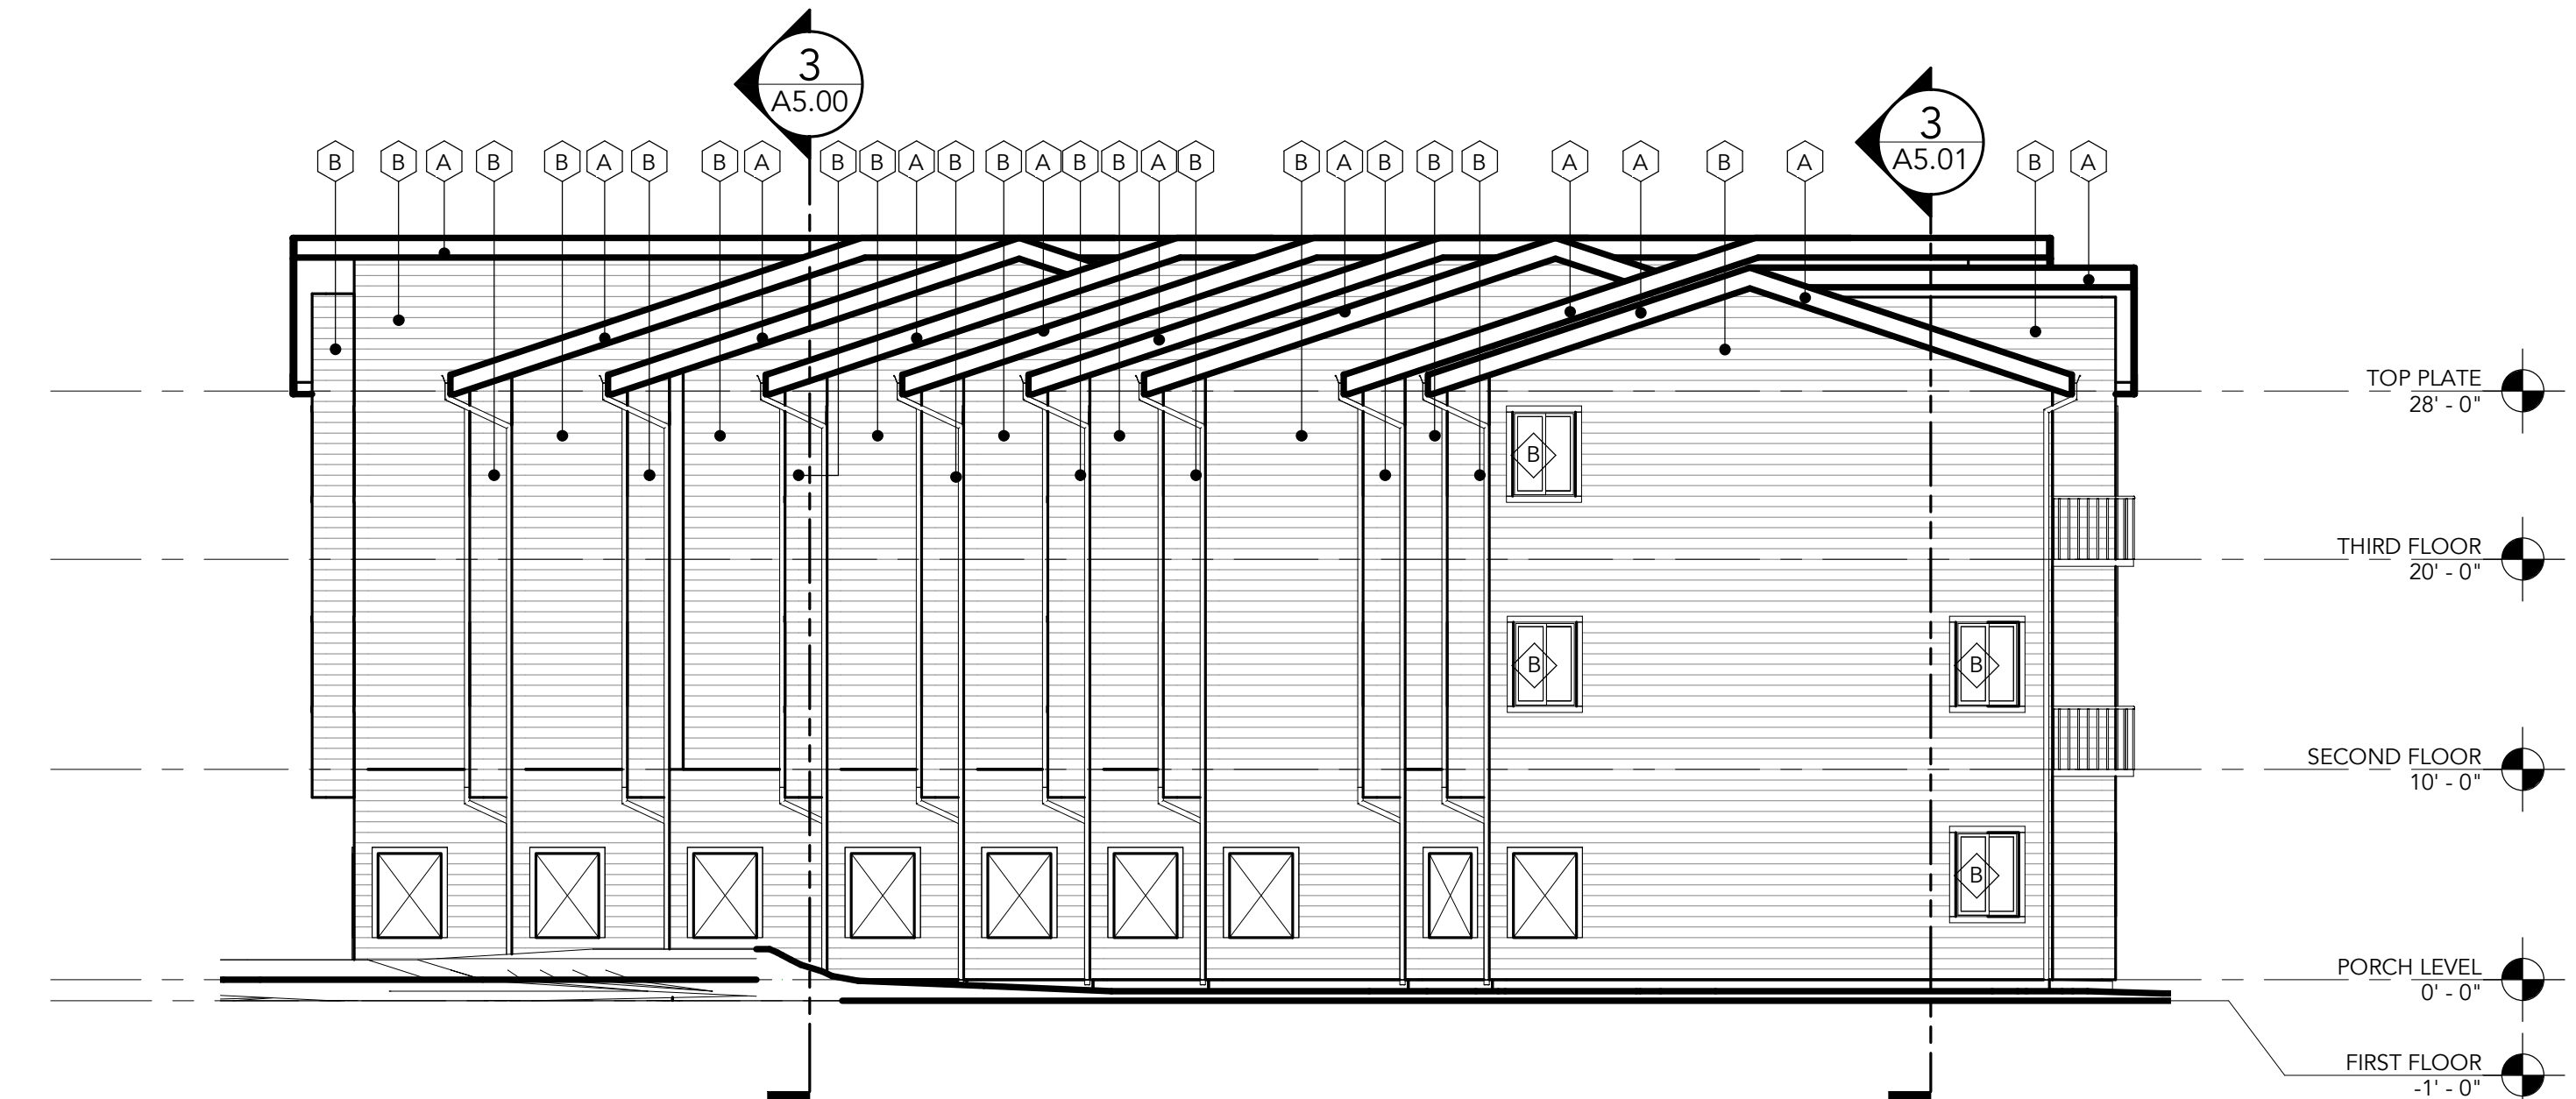 3
A5.00
3
A5.01
B B A B B A B B A B B A B B A B B A B B A B B B A A B A B A
TOP PLATE
28' - 0"
B
THIRD FLOOR
20' - 0"
B B
SECOND FLOOR
10' - 0"
B
PORCH LEVEL
0' - 0"
FIRST FLOOR
-1' - 0"